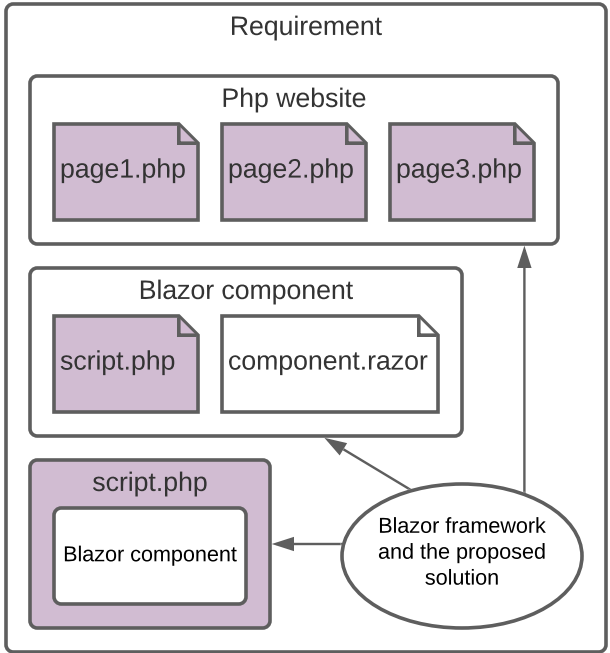 Requirement
Php website
page1.php
page2.php
page3.php
Blazor component
script.php
component.razor
script.php
Blazor component
Blazor framework
and the proposed
solution